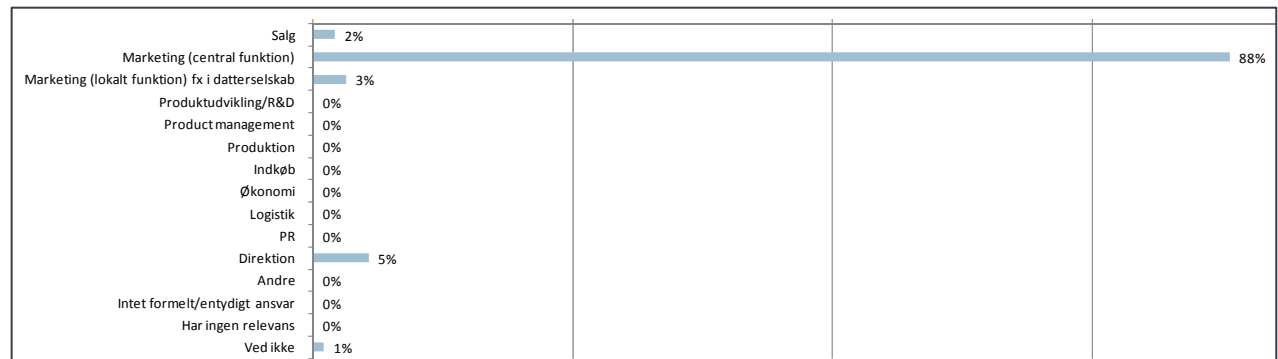 Salg 2%
Marketing (central funktion) 88%
Marketing (lokalt funktion) fx i datterselskab 3%
Produktudvikling/R&D 0%
Product management 0%
Produktion 0%
Indkøb 0%
Økonomi 0%
Logistik 0%
PR 0%
Direktion 5%
Andre 0%
Intet formelt/entydigt ansvar 0%
Har ingen relevans 0%
Ved ikke 1%